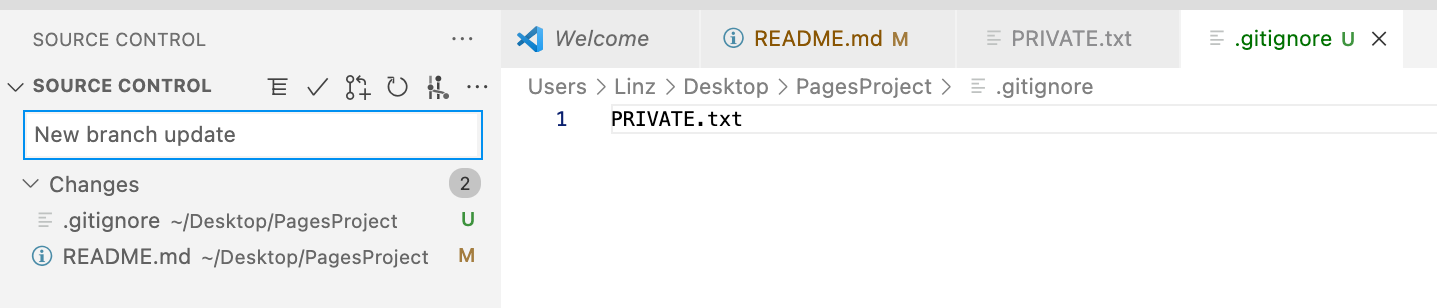 SOURCE CONTROL
SOURCE CONTROL
New branch update
Changes 2
.gitignore ~/Desktop/PagesProject U
README.md ~/Desktop/PagesProject M
Welcome README.md M PRIVATE.txt .gitignore U
Users > Linz > Desktop > PagesProject > .gitignore
1 PRIVATE.txt